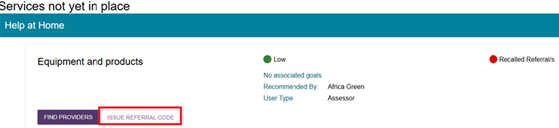 Services not yet in place
Help at Home
Equipment and products
Low
Recalled Referral/s
No associated goals
Recommended By: Africa Green
User Type Assessor
FIND PROVIDERS
ISSUE REFERRAL CODE